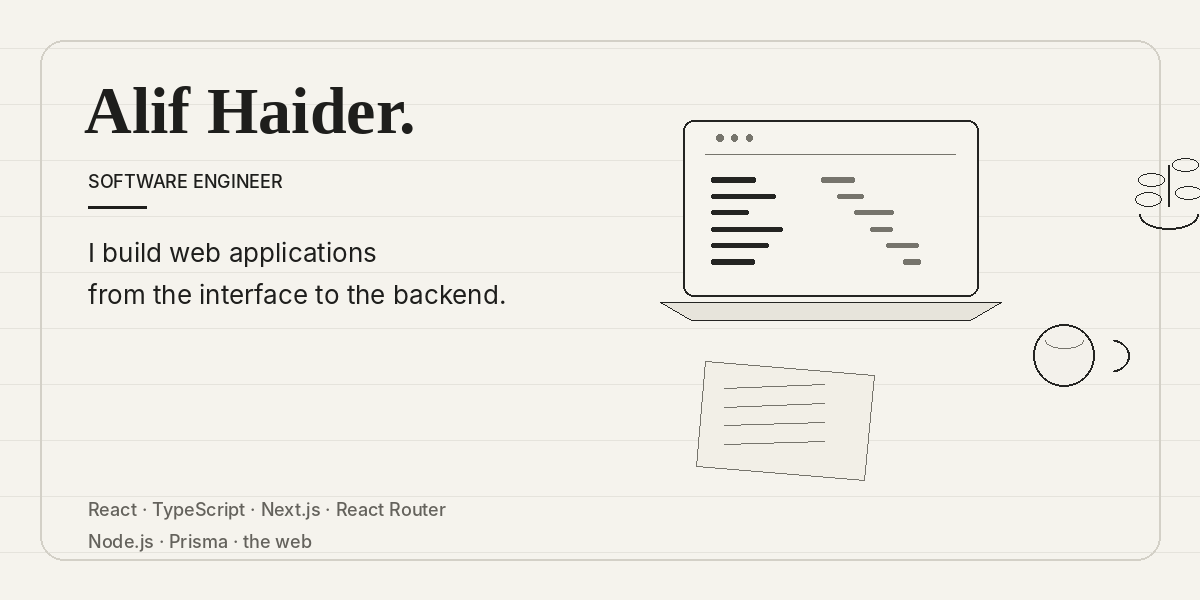 Alif Haider.
SOFTWARE ENGINEER
I build web applications
from the interface to the backend.
React · TypeScript · Next.js · React Router
Node.js · Prisma · the web